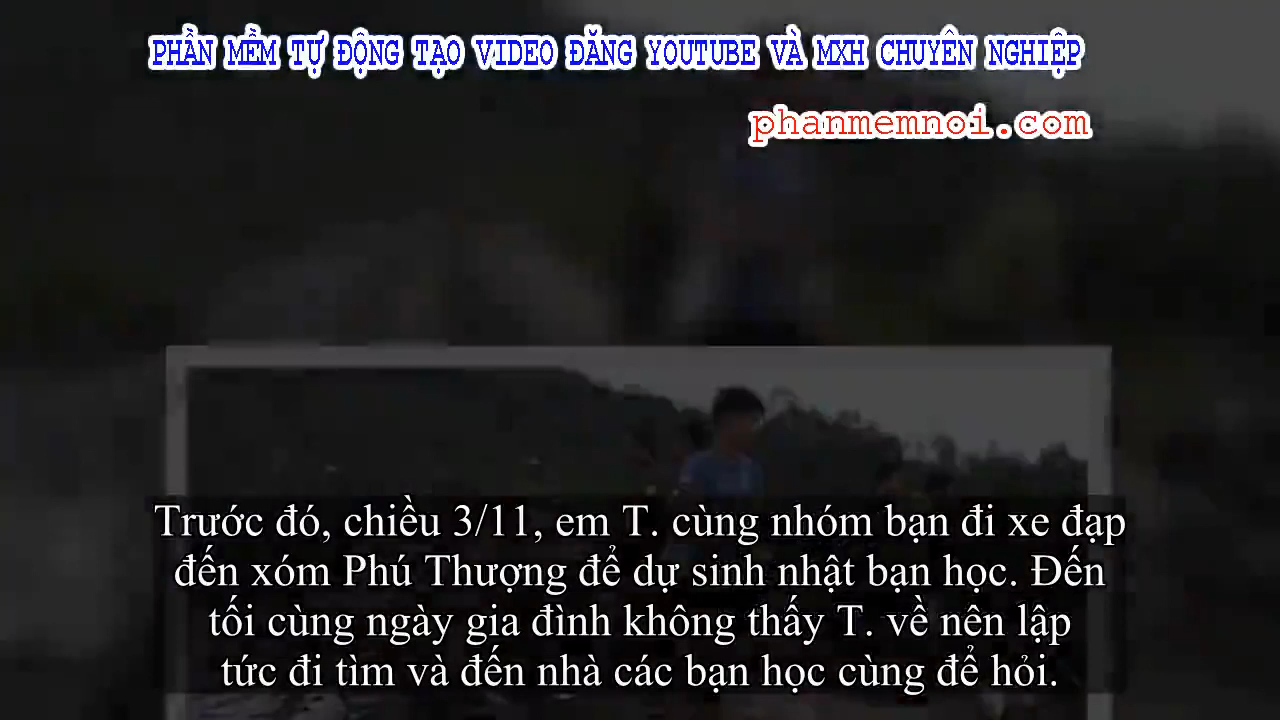 PHẦN MỀM TỰ ĐỘNG TẠO VIDEO ĐĂNG YOUTUBE VÀ MXH CHUYÊN NGHIỆP
phanmemnoi.com
Trước đó, chiều 3/11, em T. cùng nhóm bạn đi xe đạp
đến xóm Phú Thượng để dự sinh nhật bạn học. Đến
tối cùng ngày gia đình không thấy T. về nên lập
tức đi tìm và đến nhà các bạn học cùng để hỏi.